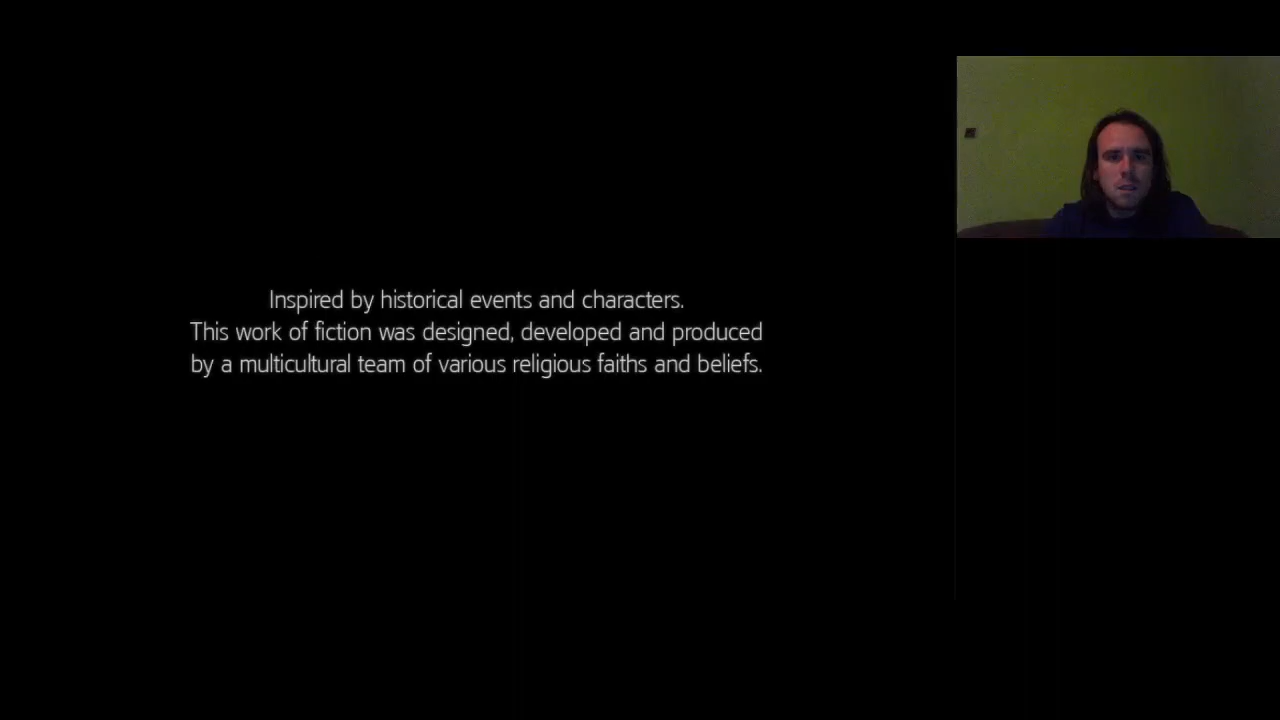 Inspired by historical events and characters.
This work of fiction was designed, developed and produced
by a multicultural team of various religious faiths and beliefs.